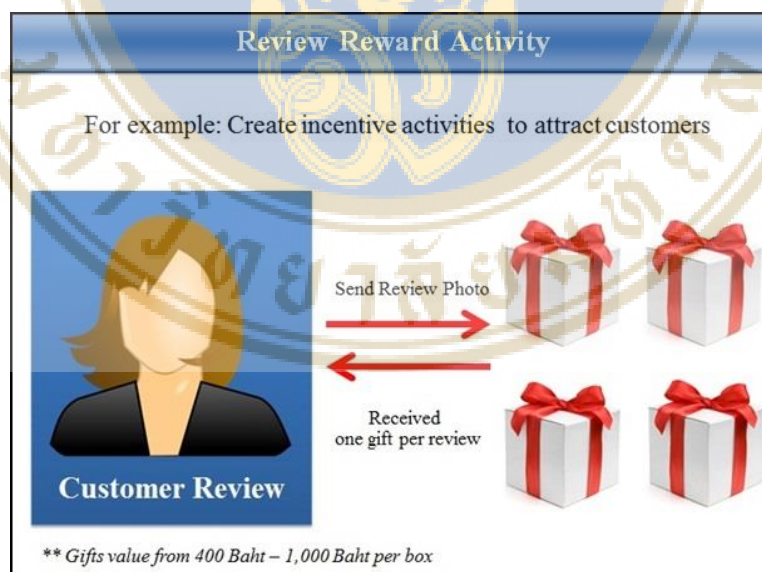 Review Reward Activity
For example: Create incentive activities to attract customers
Send Review Photo
Received
one gift per review
Customer Review
** Gifts value from 400 Baht – 1,000 Baht per box